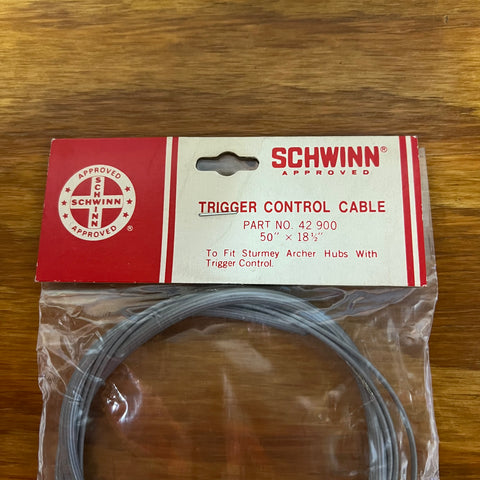 APPROVED
SCHWINN
SCHWINN
APPROVED
SCHWINN®
APPROVED
TRIGGER CONTROL CABLE
PART NO. 42 900
50" × 18½"
To Fit Sturmey Archer Hubs With
Trigger Control.